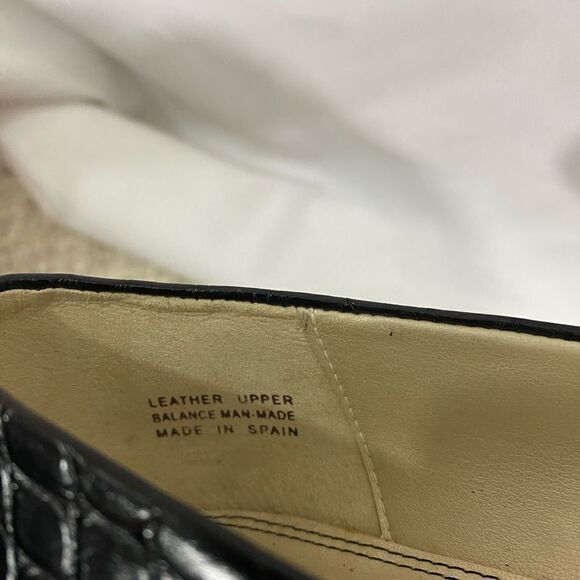 LEATHER UPPER
BALANCE MAN-MADE
MADE IN SPAIN